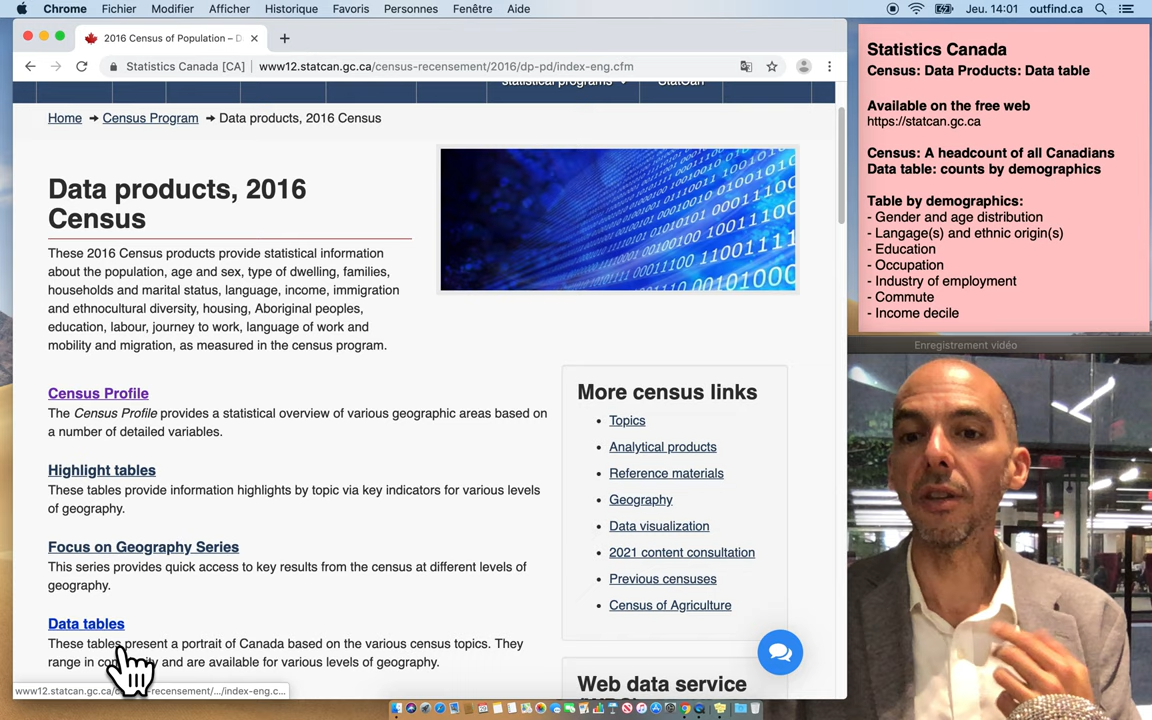 Chrome Fichier Modifier Afficher Historique Favoris Personnes Fenêtre Aide
Jeu. 14:01 outfind.ca
2016 Census of Population – D
Statistics Canada [CA] www12.statcan.gc.ca/census-recensement/2016/dp-pd/index-eng.cfm
statistical programs StatCan
Home → Census Program → Data products, 2016 Census
Data products, 2016
Census
These 2016 Census products provide statistical information
about the population, age and sex, type of dwelling, families,
households and marital status, language, income, immigration
and ethnocultural diversity, housing, Aboriginal peoples,
education, labour, journey to work, language of work and
mobility and migration, as measured in the census program.
Census Profile
The Census Profile provides a statistical overview of various geographic areas based on
a number of detailed variables.
Highlight tables
These tables provide information highlights by topic via key indicators for various levels
of geography.
Focus on Geography Series
This series provides quick access to key results from the census at different levels of
geography.
Data tables
These tables present a portrait of Canada based on the various census topics. They
range in and are available for various levels of geography.
www12.statcan.gc.ca/ -recensement/.../index-eng.c...
More census links
• Topics
• Analytical products
• Reference materials
• Geography
• Data visualization
• 2021 content consultation
• Previous censuses
• Census of Agriculture
Web data service
Statistics Canada
Census: Data Products: Data table
Available on the free web
https://statcan.gc.ca
Census: A headcount of all Canadians
Data table: counts by demographics
Table by demographics:
- Gender and age distribution
- Langage(s) and ethnic origin(s)
- Education
- Occupation
- Industry of employment
- Commute
- Income decile
Enregistrement vidéo